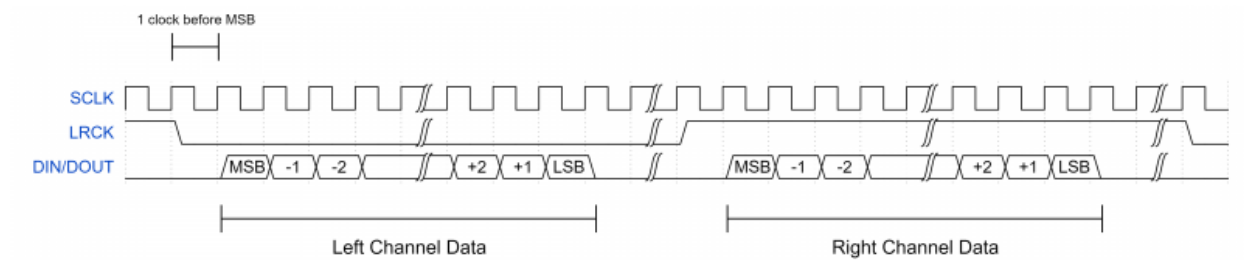 1 clock before MSB
SCLK
LRCK
DIN/DOUT MSB -1 -2 +2 +1 LSB MSB -1 -2 +2 +1 LSB
Left Channel Data Right Channel Data